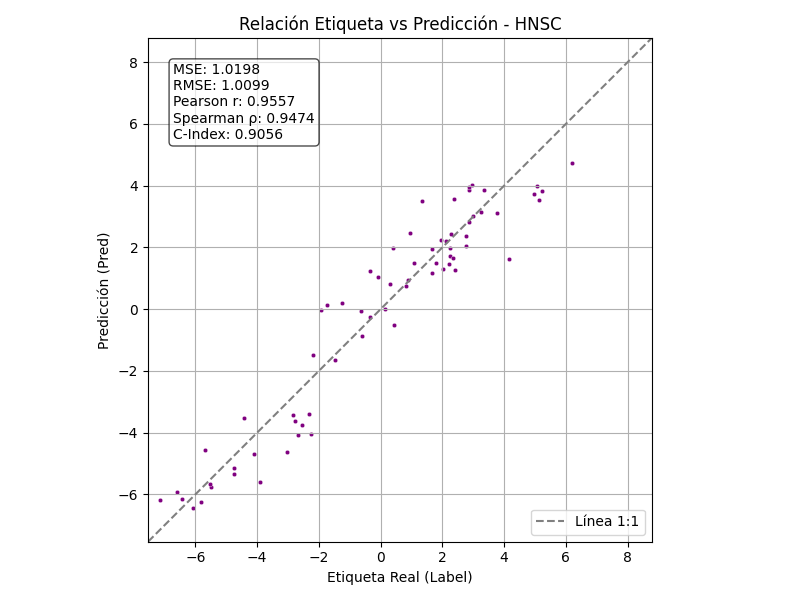 Relación Etiqueta vs Predicción - HNSC
MSE: 1.0198
RMSE: 1.0099
Pearson r: 0.9557
Spearman ρ: 0.9474
C-Index: 0.9056
8
6
4
2
0
−2
−4
−6
Predicción (Pred)
Línea 1:1
−6 −4 −2 0 2 4 6 8
Etiqueta Real (Label)